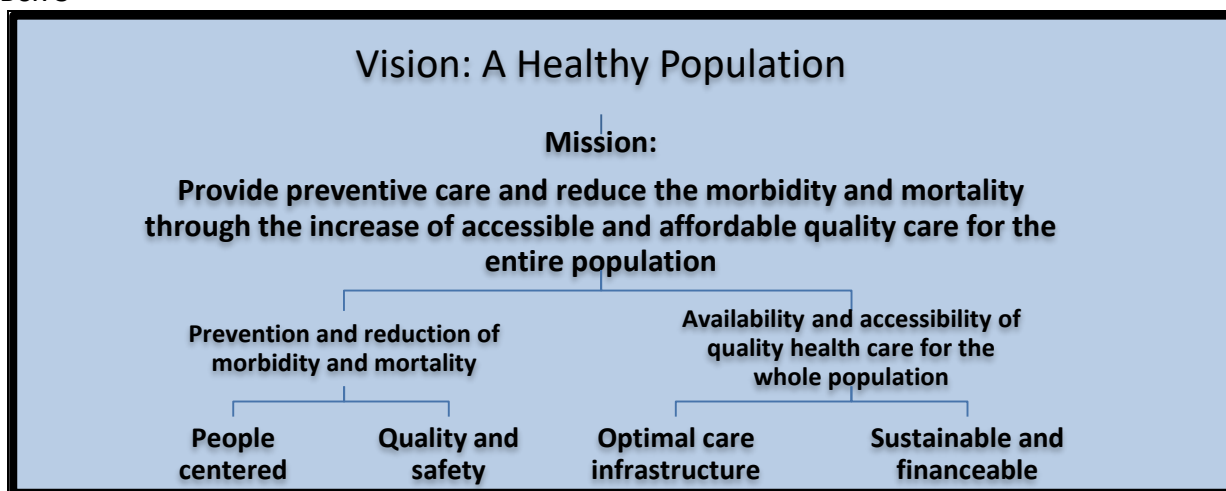 Vision: A Healthy Population
Mission:
Provide preventive care and reduce the morbidity and mortality
through the increase of accessible and affordable quality care for the
entire population
Prevention and reduction of
morbidity and mortality
Availability and accessibility of
quality health care for the
whole population
People
centered
Quality and
safety
Optimal care
infrastructure
Sustainable and
financeable